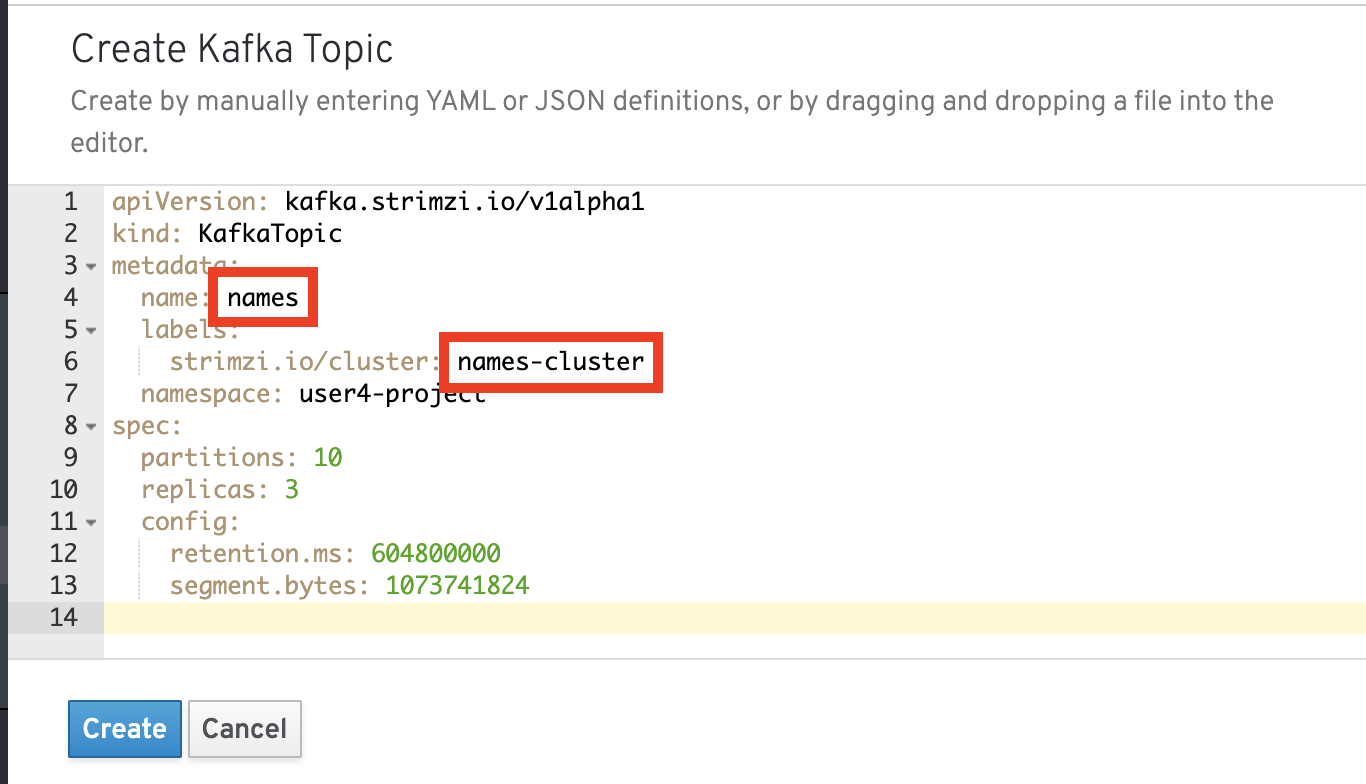 Create Kafka Topic
Create by manually entering YAML or JSON definitions, or by dragging and dropping a file into the
editor.
1 apiVersion: kafka.strimzi.io/v1alpha1
2 kind: KafkaTopic
3 metadata:
4   name: names
5   labels:
6     strimzi.io/cluster: names-cluster
7   namespace: user4-project
8 spec:
9   partitions: 10
10   replicas: 3
11   config:
12     retention.ms: 604800000
13     segment.bytes: 1073741824
14
Create Cancel